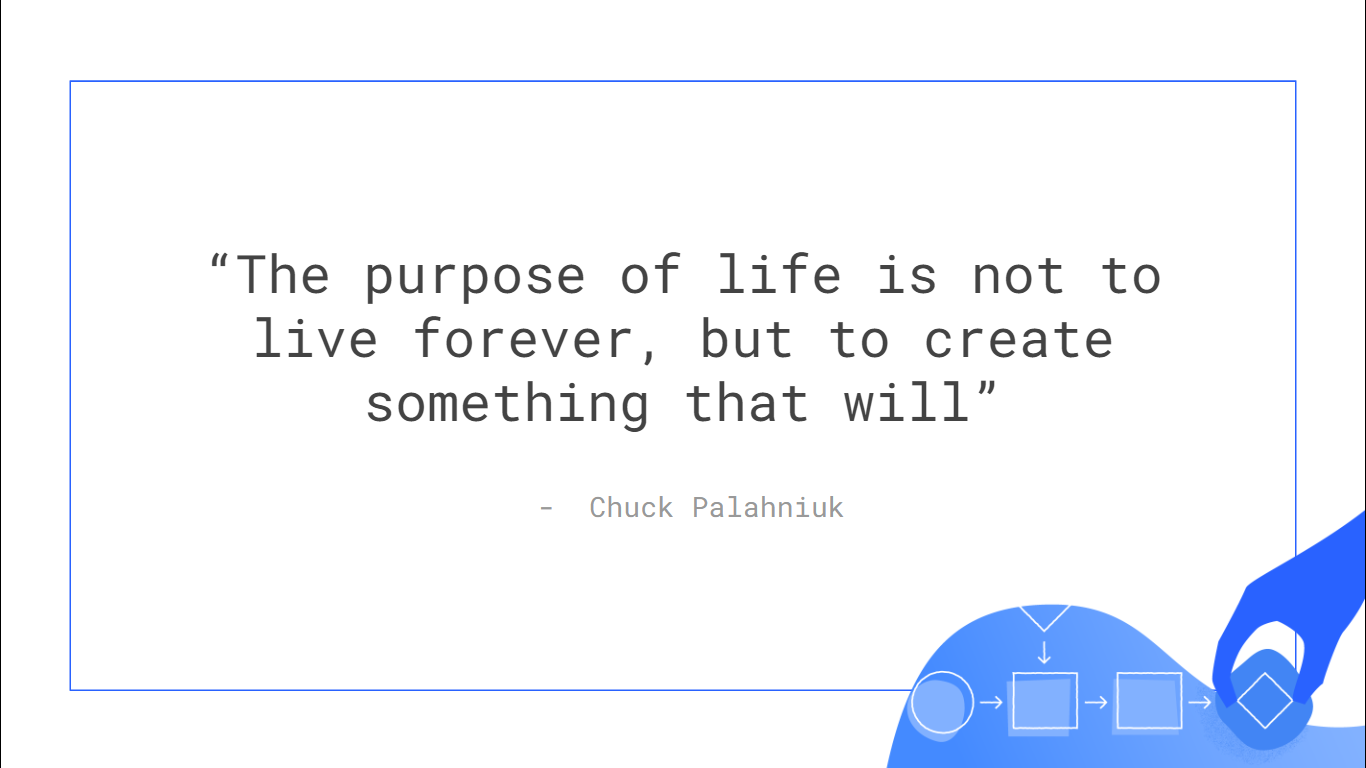 “The purpose of life is not to
live forever, but to create
something that will”
- Chuck Palahniuk